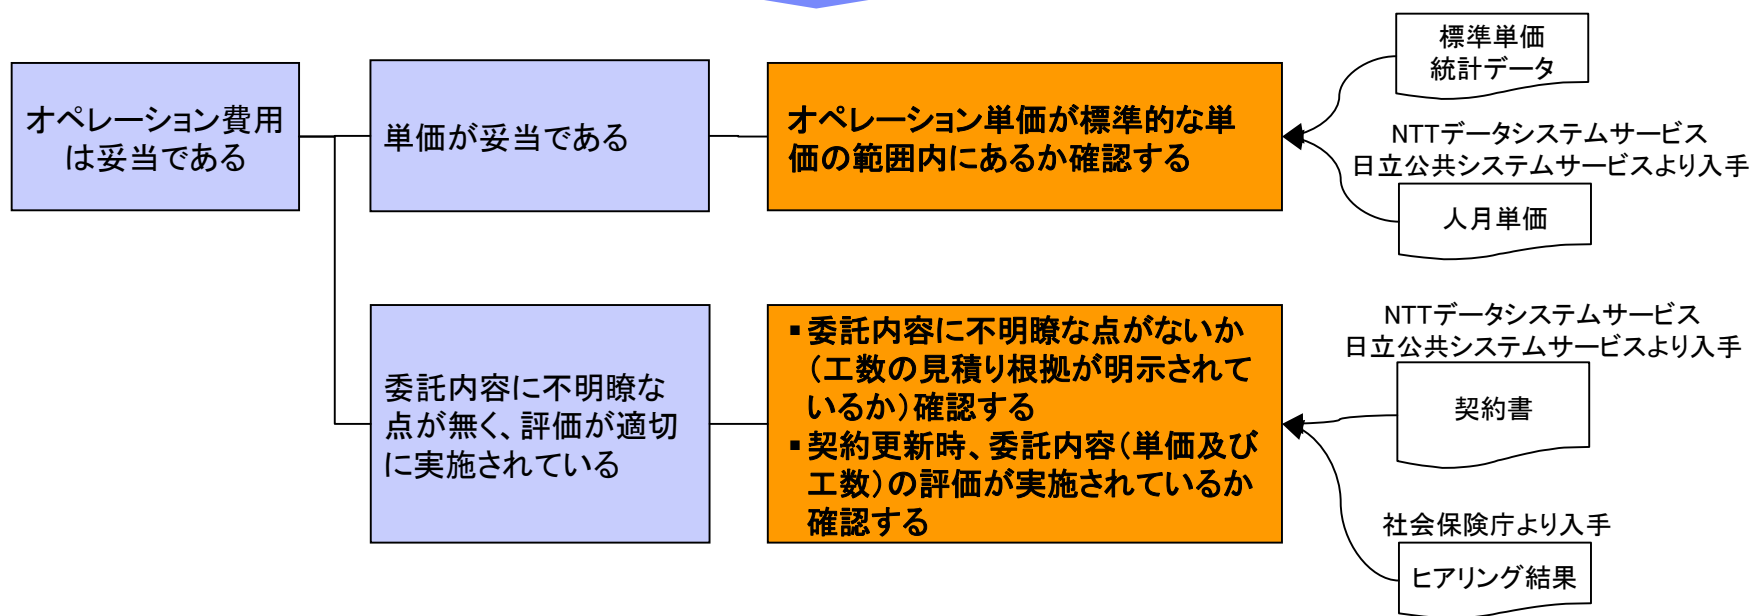 オペレーション費用
は妥当である
単価が妥当である
オペレーション単価が標準的な単
価の範囲内にあるか確認する
標準単価
統計データ
NTTデータシステムサービス
日立公共システムサービスより入手
人月単価
委託内容に不明瞭な
点が無く、評価が適切
に実施されている
▪委託内容に不明瞭な点がないか
（工数の見積り根拠が明示されて
いるか）確認する
▪契約更新時、委託内容（単価及び
工数）の評価が実施されているか
確認する
NTTデータシステムサービス
日立公共システムサービスより入手
契約書
社会保険庁より入手
ヒアリング結果